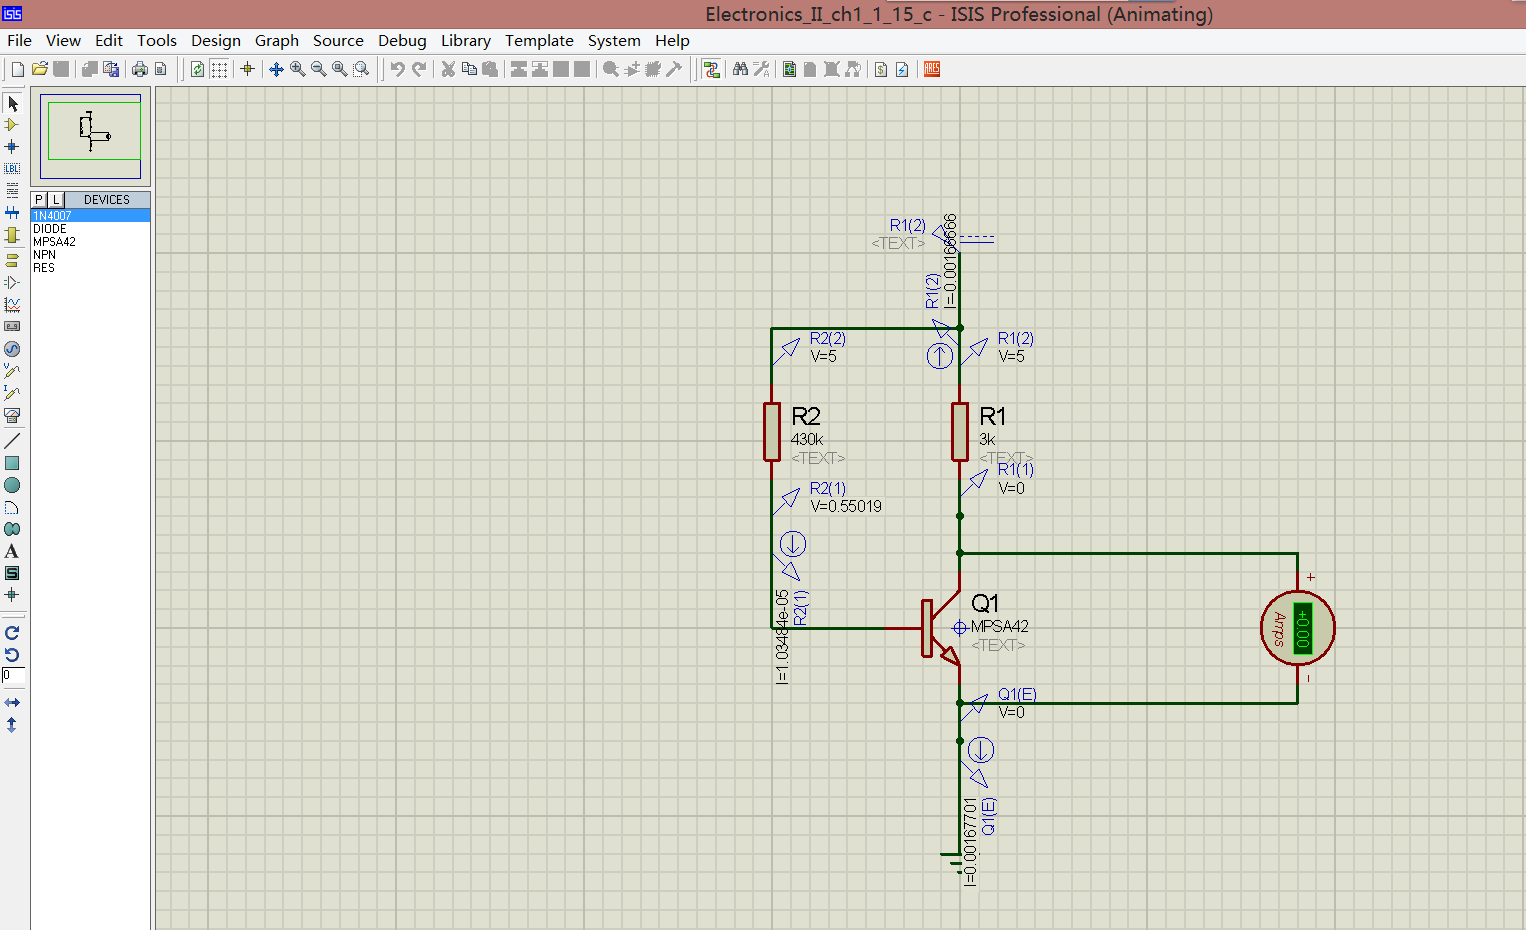 Electronics_II_ch1_1_15_c - ISIS Professional (Animating)
isis
File View Edit Tools Design Graph Source Debug Library Template System Help
ARES
LBL
P L DEVICES
1N4007
DIODE
MPSA42
NPN
RES
A
S
0
R1(2)
<TEXT>
I=-0.00166666
R1(2)
R2(2)
V=5
R1(2)
V=5
R2
430k
<TEXT>
R1
3k
<TEXT>
R1(1)
V=0
R2(1)
V=0.55019
R2(1)
I=1.03484e-05
Q1
MPSA42
<TEXT>
+
+0.00
Amps
-
Q1(E)
V=0
Q1(E)
I=0.00167701